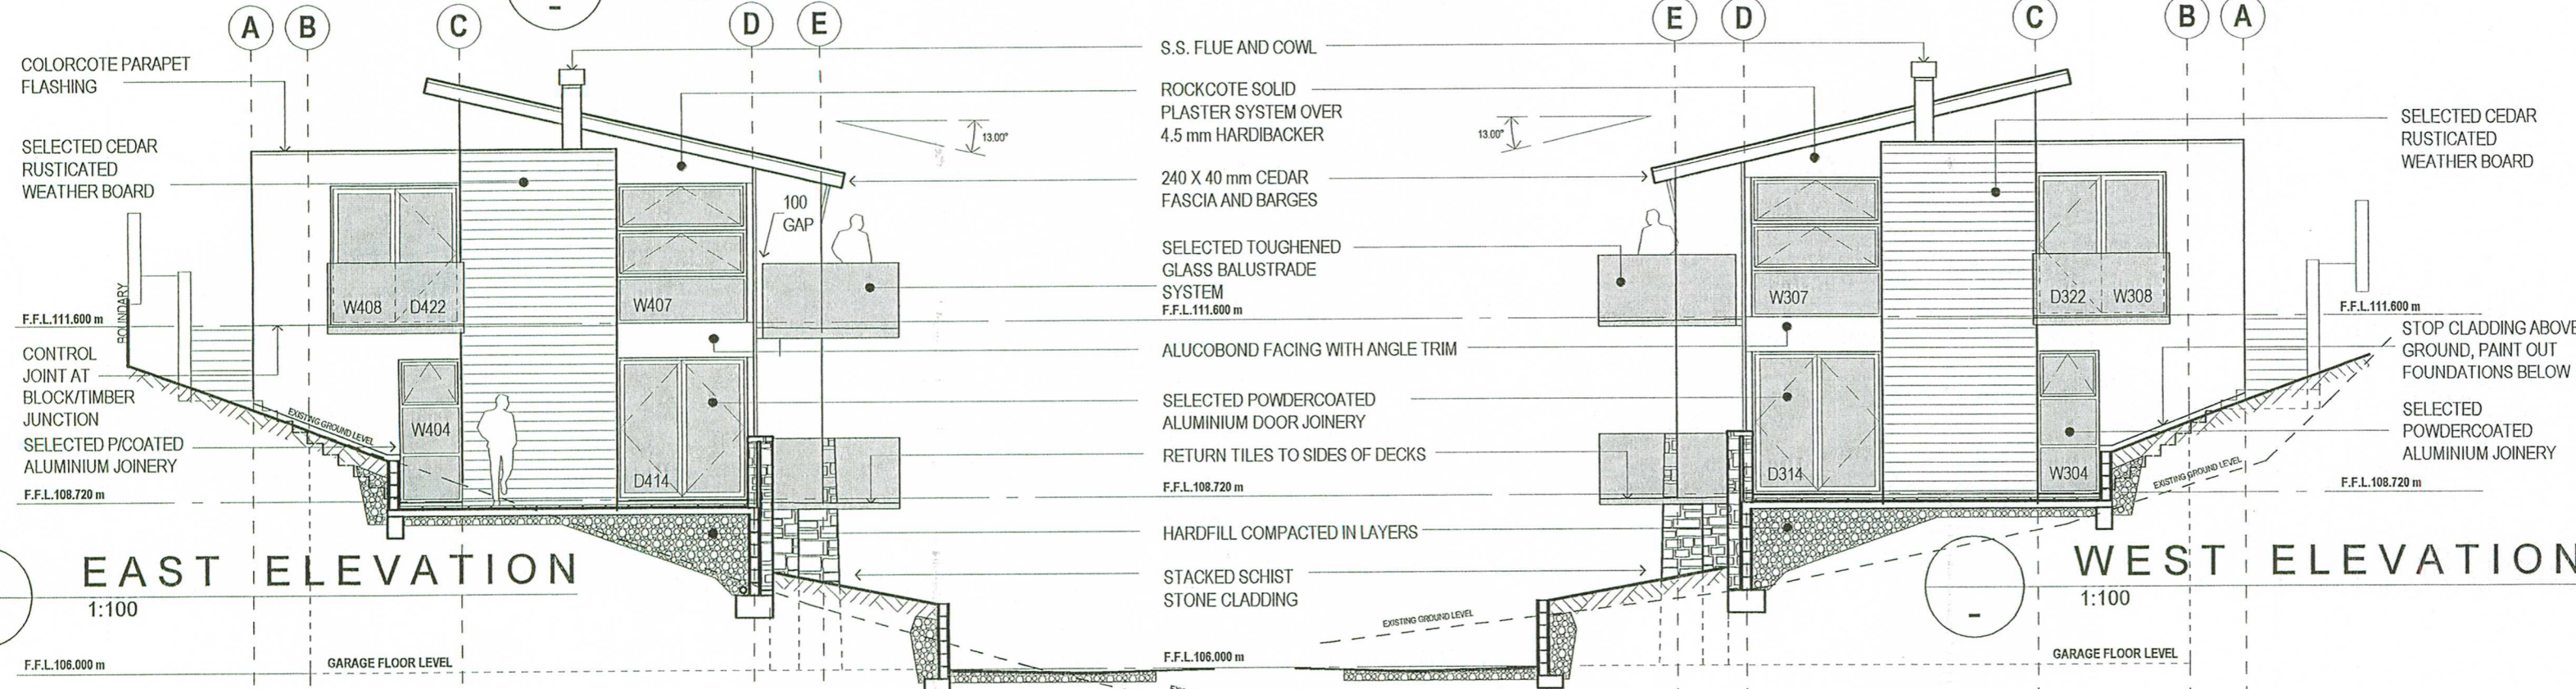 A B C D E
E D C B A
-
COLORCOTE PARAPET
FLASHING
SELECTED CEDAR
RUSTICATED
WEATHER BOARD
BOUNDARY
F.F.L.111.600 m
CONTROL
JOINT AT
BLOCK/TIMBER
JUNCTION
SELECTED P/COATED
ALUMINIUM JOINERY
F.F.L.108.720 m
EXISTING GROUND LEVEL
W408
D422
W404
W407
D414
100
GAP
13.00°
EAST ELEVATION
1:100
F.F.L.106.000 m
GARAGE FLOOR LEVEL
S.S. FLUE AND COWL
ROCKCOTE SOLID
PLASTER SYSTEM OVER
4.5 mm HARDIBACKER
240 X 40 mm CEDAR
FASCIA AND BARGES
SELECTED TOUGHENED
GLASS BALUSTRADE
SYSTEM
F.F.L.111.600 m
ALUCOBOND FACING WITH ANGLE TRIM
SELECTED POWDERCOATED
ALUMINIUM DOOR JOINERY
RETURN TILES TO SIDES OF DECKS
F.F.L.108.720 m
HARDFILL COMPACTED IN LAYERS
STACKED SCHIST
STONE CLADDING
F.F.L.106.000 m
EXISTING GROUND LEVEL
13.00°
W307
D314
D322
W308
W304
SELECTED CEDAR
RUSTICATED
WEATHER BOARD
F.F.L.111.600 m
STOP CLADDING ABOVE
GROUND, PAINT OUT
FOUNDATIONS BELOW
SELECTED
POWDERCOATED
ALUMINIUM JOINERY
EXISTING GROUND LEVEL
F.F.L.108.720 m
-
WEST ELEVATION
1:100
GARAGE FLOOR LEVEL